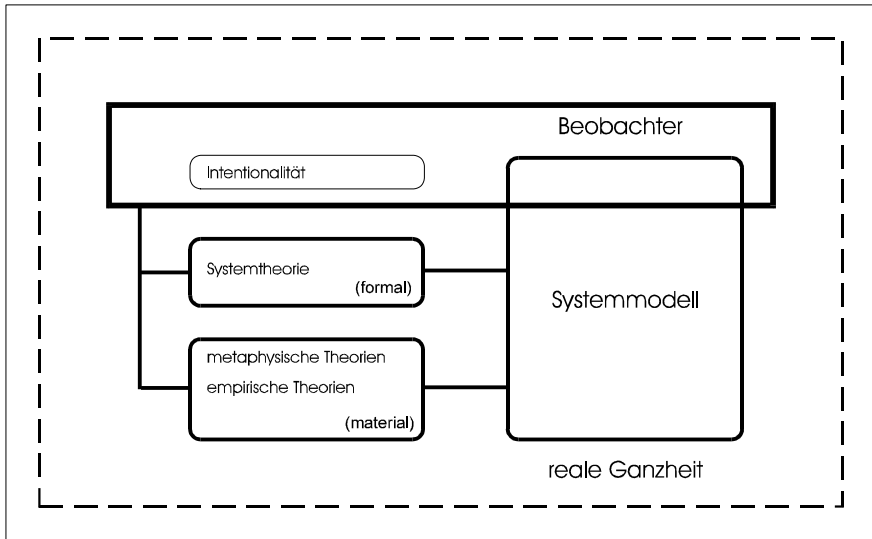 Beobachter
Intentionalität
Systemtheorie
(formal)
Systemmodell
metaphysische Theorien
empirische Theorien
(material)
reale Ganzheit